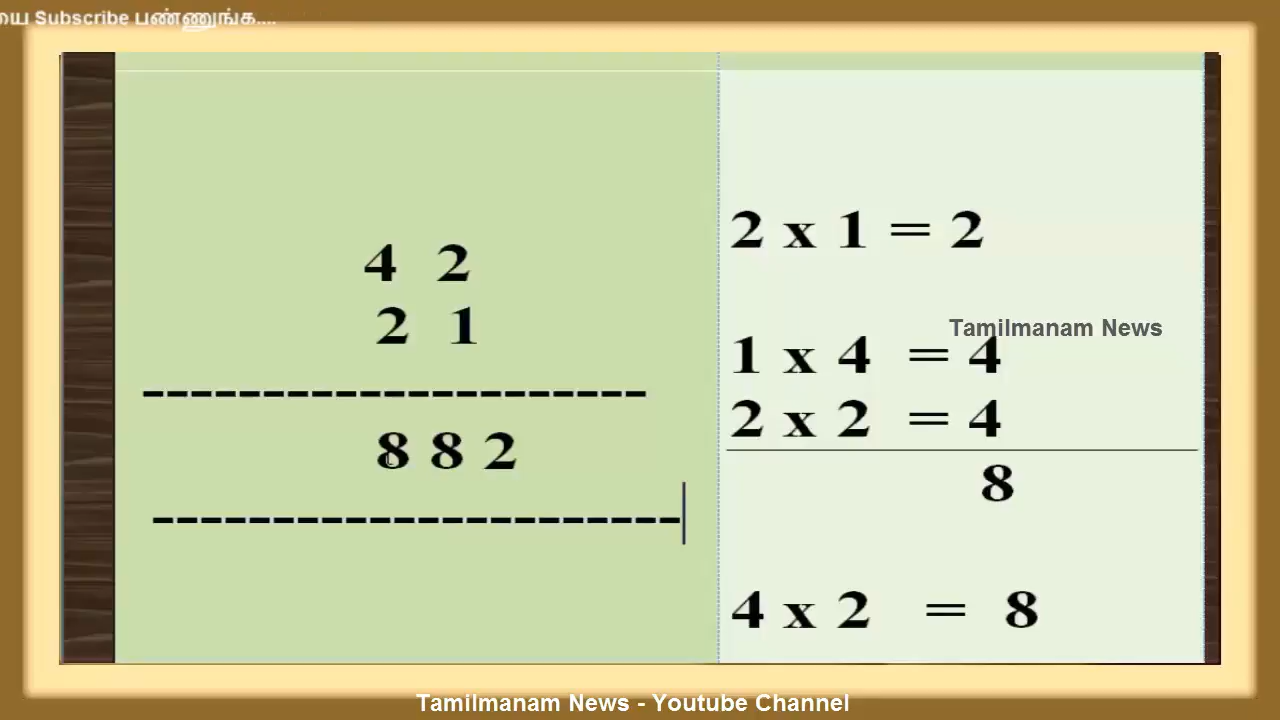 யை Subscribe பண்ணுங்க....
4 2
2 1
---------------------
8 8 2
----------------------
2 x 1 = 2
Tamilmanam News
1 x 4 = 4
2 x 2 = 4
8
4 x 2 = 8
Tamilmanam News - Youtube Channel